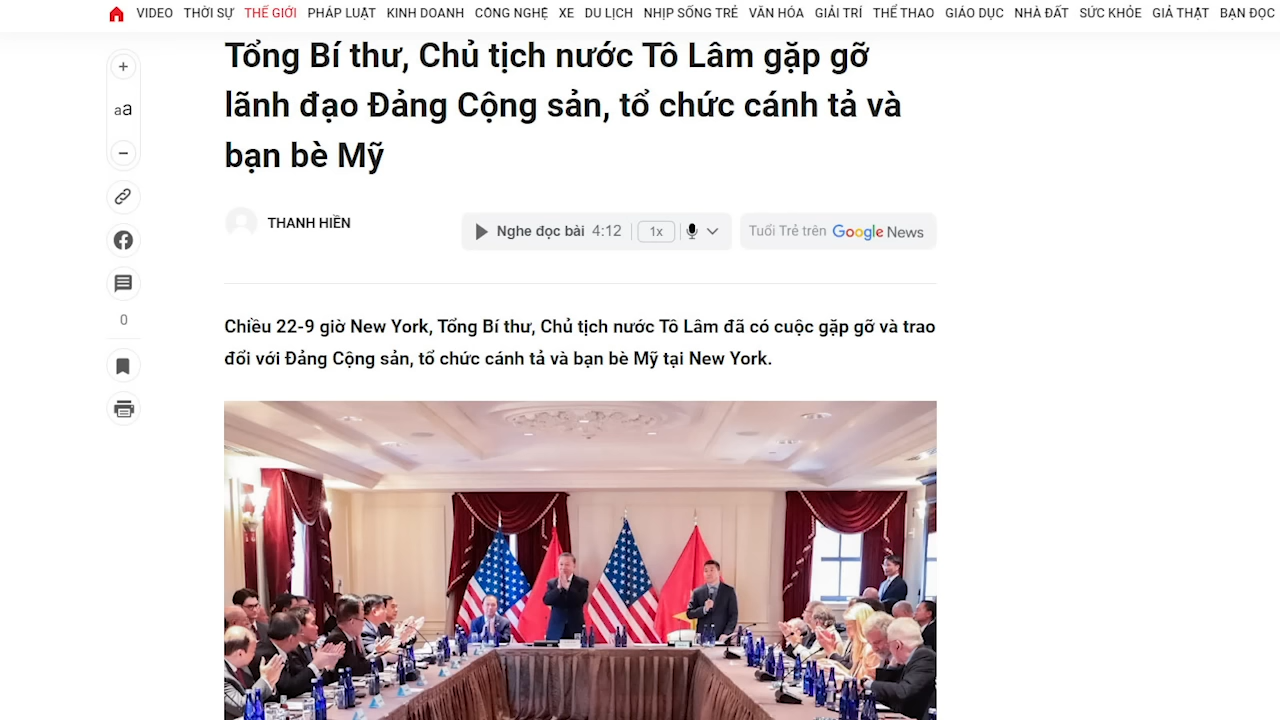 VIDEO THỜI SỰ THẾ GIỚI PHÁP LUẬT KINH DOANH CÔNG NGHỆ XE DU LỊCH NHỊP SỐNG TRẺ VĂN HÓA GIẢI TRÍ THỂ THAO GIÁO DỤC NHÀ ĐẤT SỨC KHỎE GIẢ THẬT BẠN ĐỌC
Tổng Bí thư, Chủ tịch nước Tô Lâm gặp gỡ
lãnh đạo Đảng Cộng sản, tổ chức cánh tả và
bạn bè Mỹ
+
aa
−
0
THANH HIỀN
Nghe đọc bài 4:12 1x
Tuổi Trẻ trên Google News
Chiều 22-9 giờ New York, Tổng Bí thư, Chủ tịch nước Tô Lâm đã có cuộc gặp gỡ và trao
đổi với Đảng Cộng sản, tổ chức cánh tả và bạn bè Mỹ tại New York.